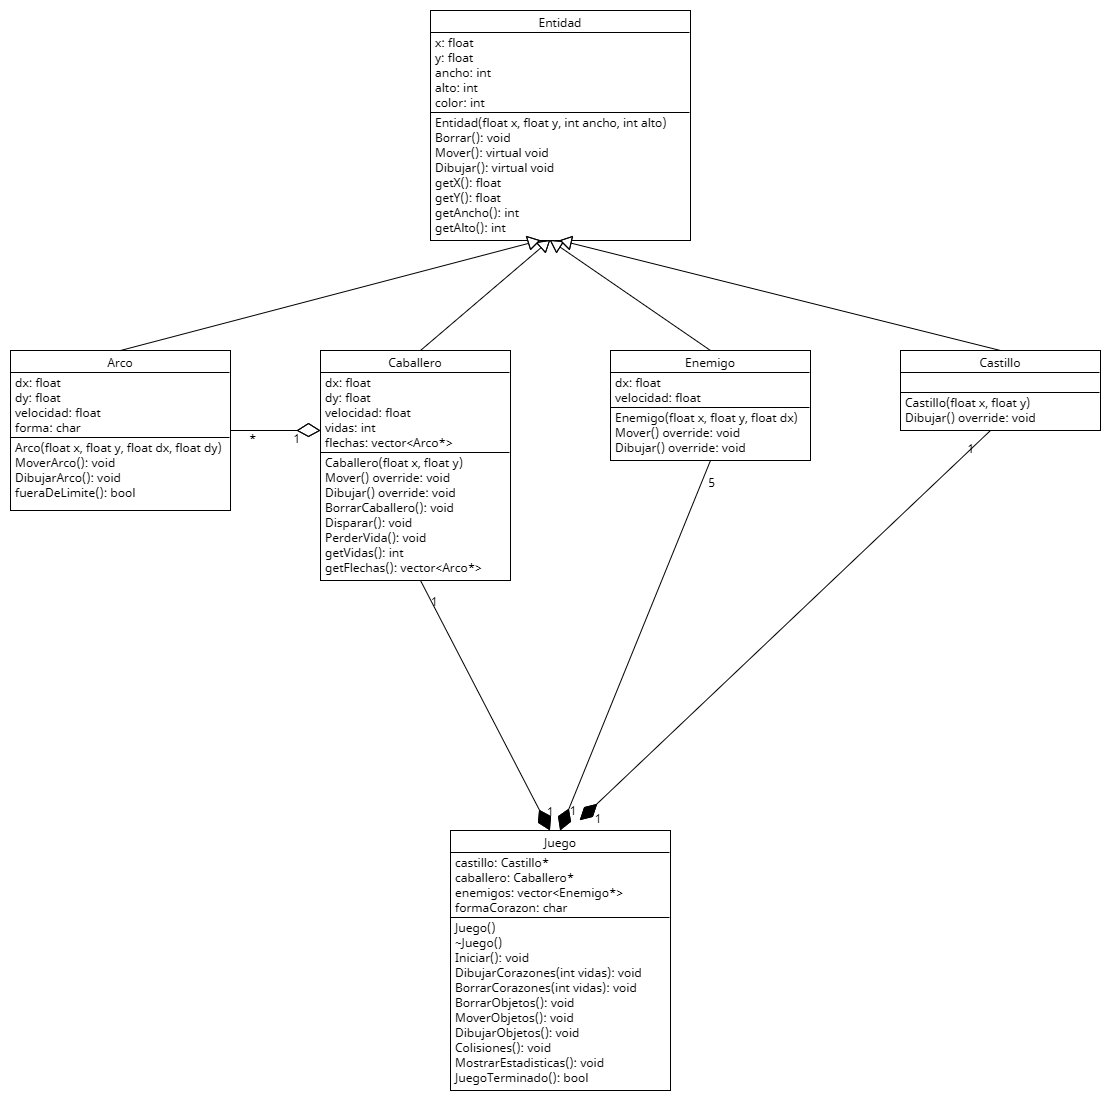 Entidad
x: float
y: float
ancho: int
alto: int
color: int
Entidad(float x, float y, int ancho, int alto)
Borrar(): void
Mover(): virtual void
Dibujar(): virtual void
getX(): float
getY(): float
getAncho(): int
getAlto(): int
Arco
dx: float
dy: float
velocidad: float
forma: char
Arco(float x, float y, float dx, float dy)
MoverArco(): void
DibujarArco(): void
fueraDeLimite(): bool
*
1
Caballero
dx: float
dy: float
velocidad: float
vidas: int
flechas: vector<Arco*>
Caballero(float x, float y)
Mover() override: void
Dibujar() override: void
BorrarCaballero(): void
Disparar(): void
PerderVida(): void
getVidas(): int
getFlechas(): vector<Arco*>
1
Enemigo
dx: float
velocidad: float
Enemigo(float x, float y, float dx)
Mover() override: void
Dibujar() override: void
5
Castillo
Castillo(float x, float y)
Dibujar() override: void
1
1
1
1
Juego
castillo: Castillo*
caballero: Caballero*
enemigos: vector<Enemigo*>
formaCorazon: char
Juego()
~Juego()
Iniciar(): void
DibujarCorazones(int vidas): void
BorrarCorazones(int vidas): void
BorrarObjetos(): void
MoverObjetos(): void
DibujarObjetos(): void
Colisiones(): void
MostrarEstadisticas(): void
JuegoTerminado(): bool